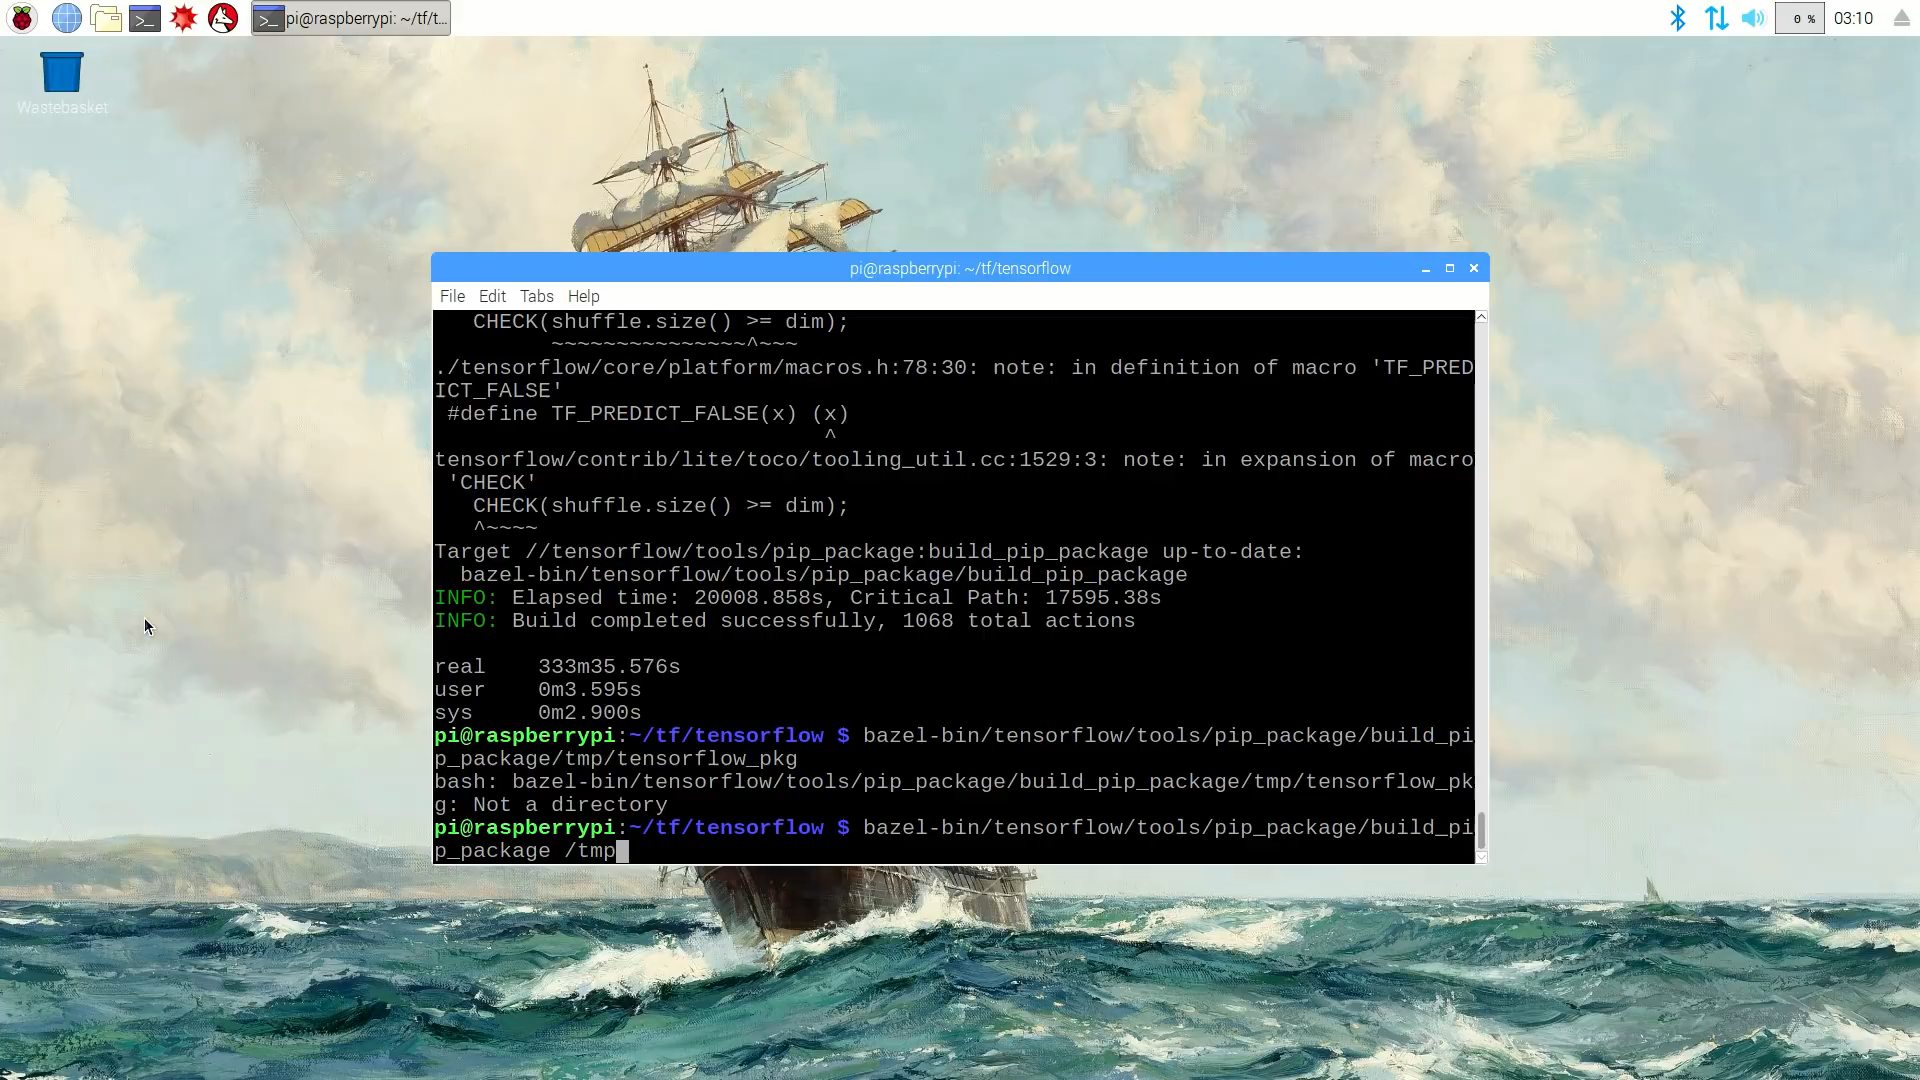 pi@raspberrypi: ~/tf/t...
0 %
03:10
Wastebasket
pi@raspberrypi: ~/tf/tensorflow
File Edit Tabs Help
CHECK(shuffle.size() >= dim);
~~~~~~~~~~~~~~~^~~~
./tensorflow/core/platform/macros.h:78:30: note: in definition of macro 'TF_PRED
ICT_FALSE'
#define TF_PREDICT_FALSE(x) (x)
^
tensorflow/contrib/lite/toco/tooling_util.cc:1529:3: note: in expansion of macro
'CHECK'
CHECK(shuffle.size() >= dim);
^~~~~
Target //tensorflow/tools/pip_package:build_pip_package up-to-date:
bazel-bin/tensorflow/tools/pip_package/build_pip_package
INFO: Elapsed time: 20008.858s, Critical Path: 17595.38s
INFO: Build completed successfully, 1068 total actions
real 333m35.576s
user 0m3.595s
sys 0m2.900s
pi@raspberrypi:~/tf/tensorflow $ bazel-bin/tensorflow/tools/pip_package/build_pi
p_package/tmp/tensorflow_pkg
bash: bazel-bin/tensorflow/tools/pip_package/build_pip_package/tmp/tensorflow_pk
g: Not a directory
pi@raspberrypi:~/tf/tensorflow $ bazel-bin/tensorflow/tools/pip_package/build_pi
p_package /tmp